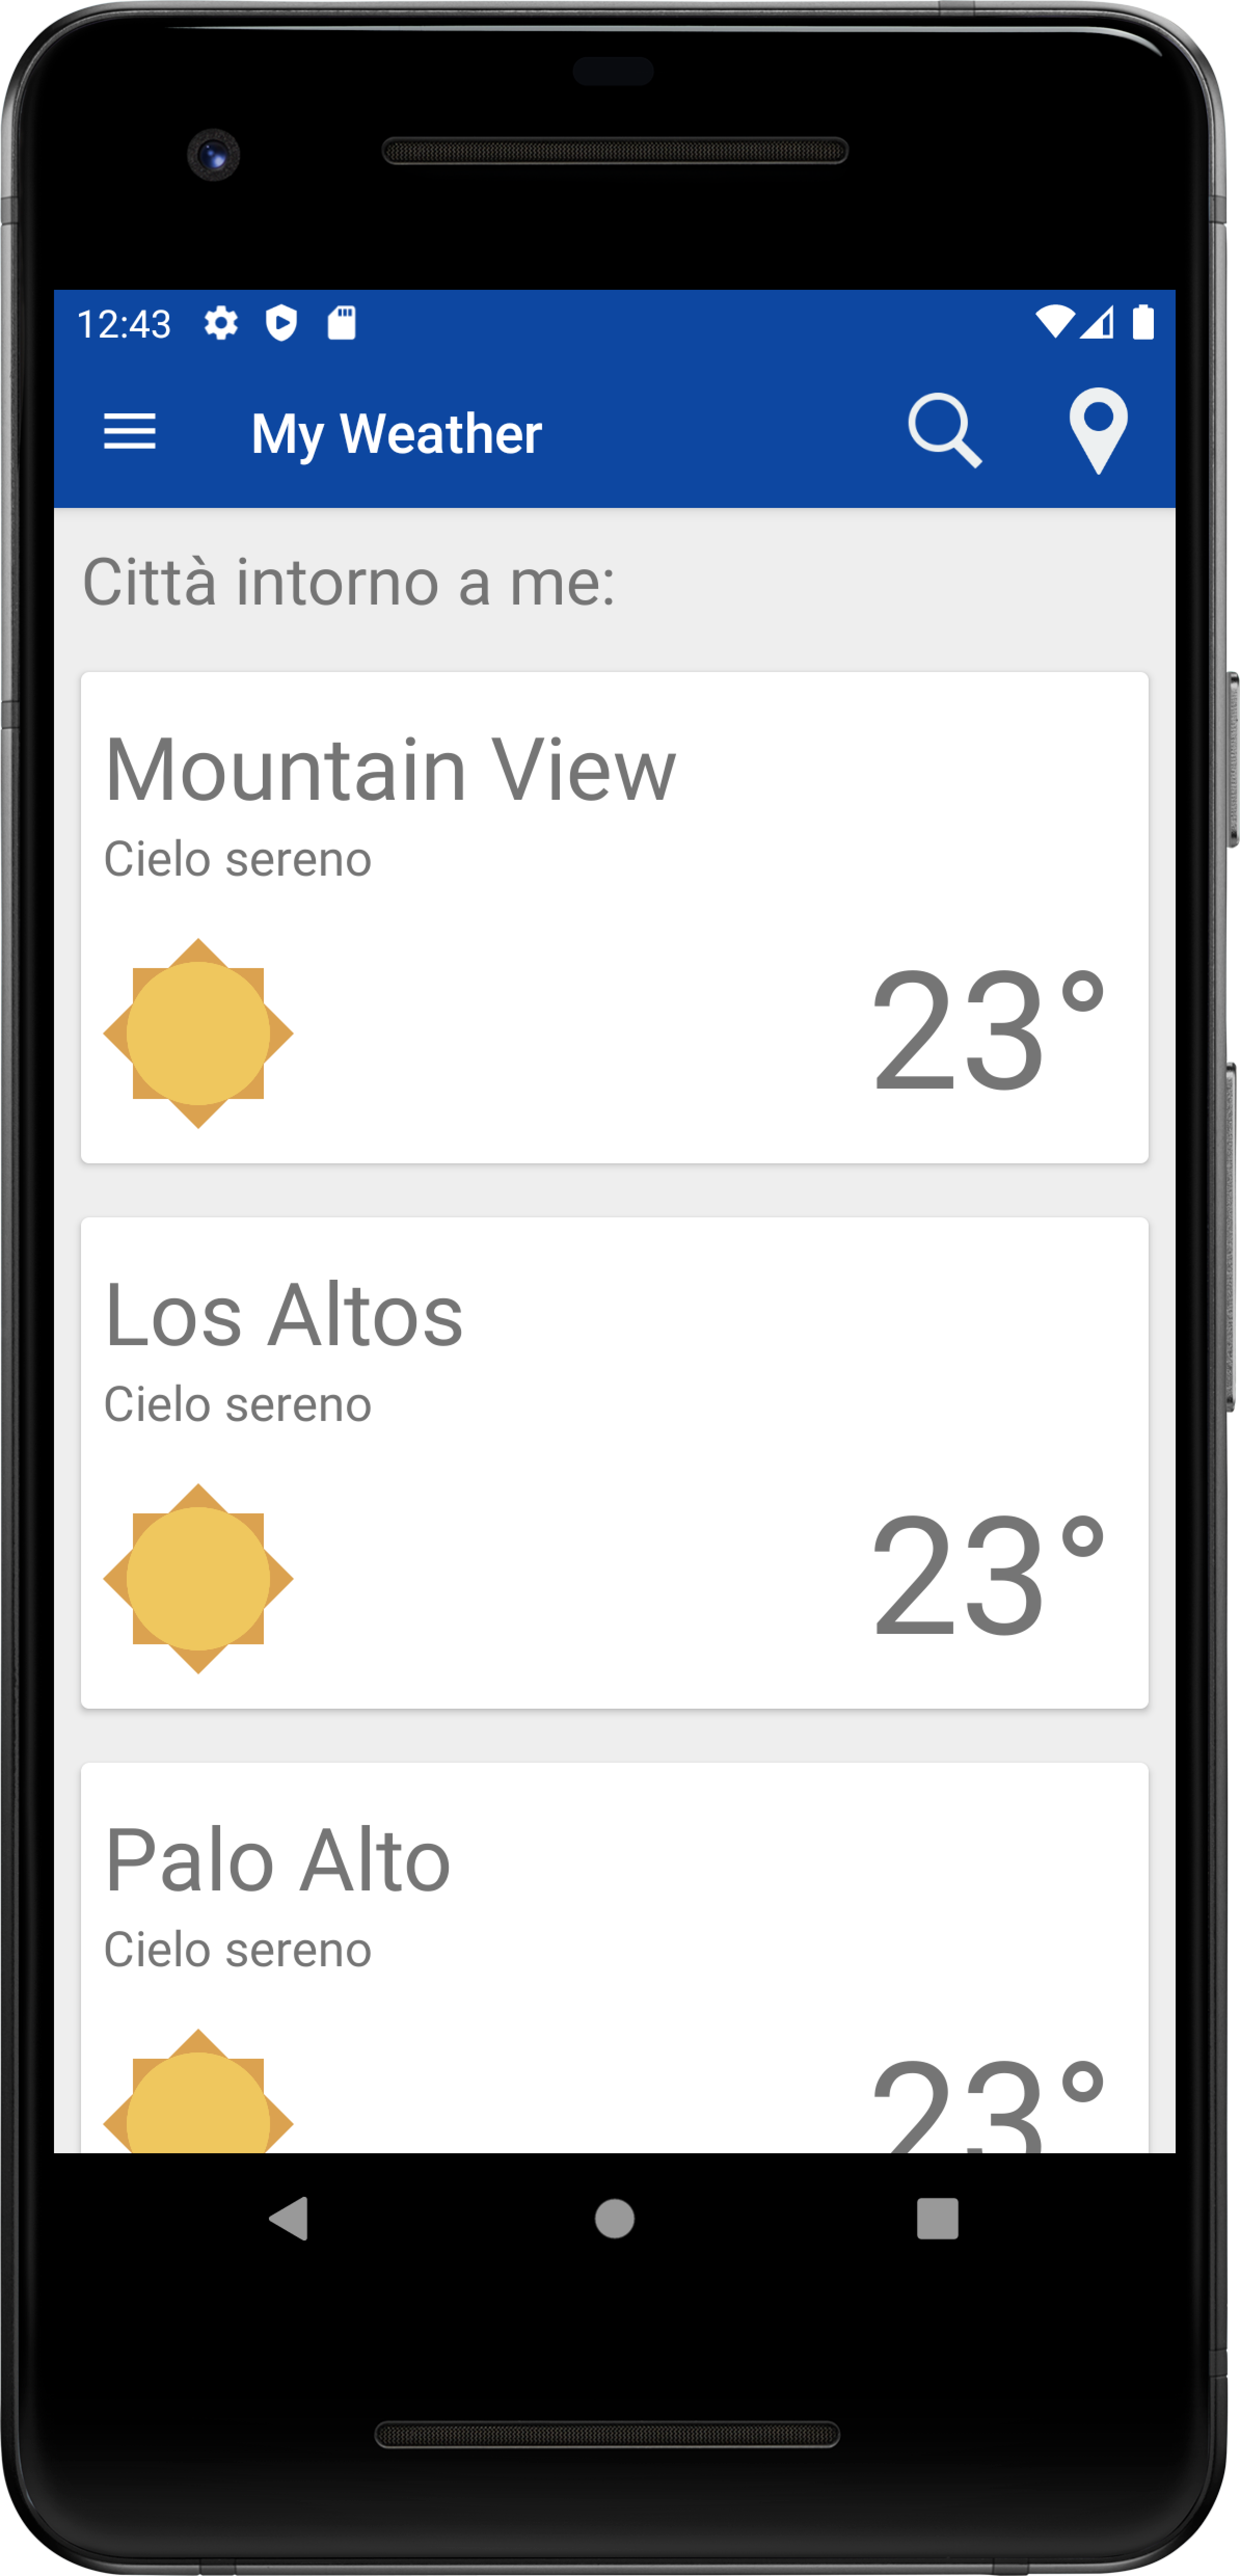 12:43
My Weather
Città intorno a me:
Mountain View
Cielo sereno
23°
Los Altos
Cielo sereno
23°
Palo Alto
Cielo sereno
23°